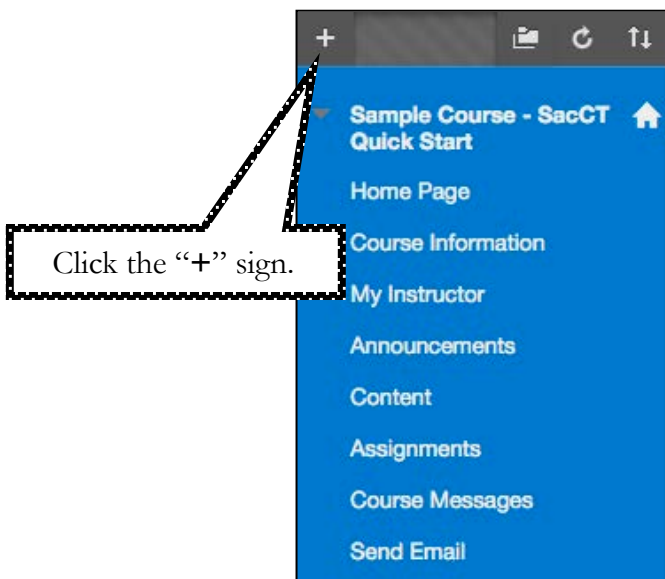 +
Sample Course - SacCT
Quick Start
Home Page
Course Information
Click the “+” sign.
My Instructor
Announcements
Content
Assignments
Course Messages
Send Email